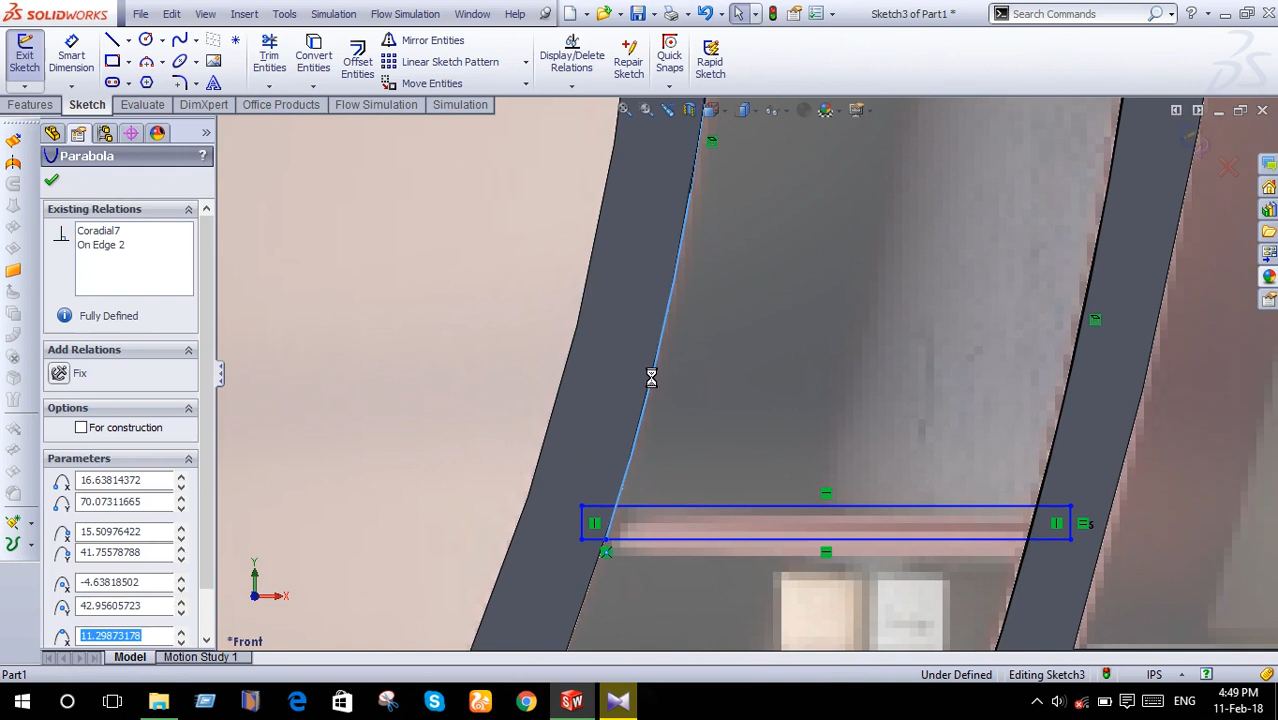 SOLIDWORKS File Edit View Insert Tools Simulation Flow Simulation Window Help Sketch3 of Part1 * Search Commands
Exit Sketch Smart Dimension Trim Entities Convert Entities Offset Entities Mirror Entities Linear Sketch Pattern Move Entities Display/Delete Relations Repair Sketch Quick Snaps Rapid Sketch
Features Sketch Evaluate DimXpert Office Products Flow Simulation Simulation
Parabola ?
Existing Relations
Coradial7
On Edge 2
Fully Defined
Add Relations
Fix
Options
For construction
Parameters
16.63814372
70.07311665
15.50976422
41.75578788
-4.63818502
42.95605723
11.29873178
Y
X
*Front
Model Motion Study 1
Part1 Under Defined Editing Sketch3 IPS
ENG 4:49 PM
11-Feb-18